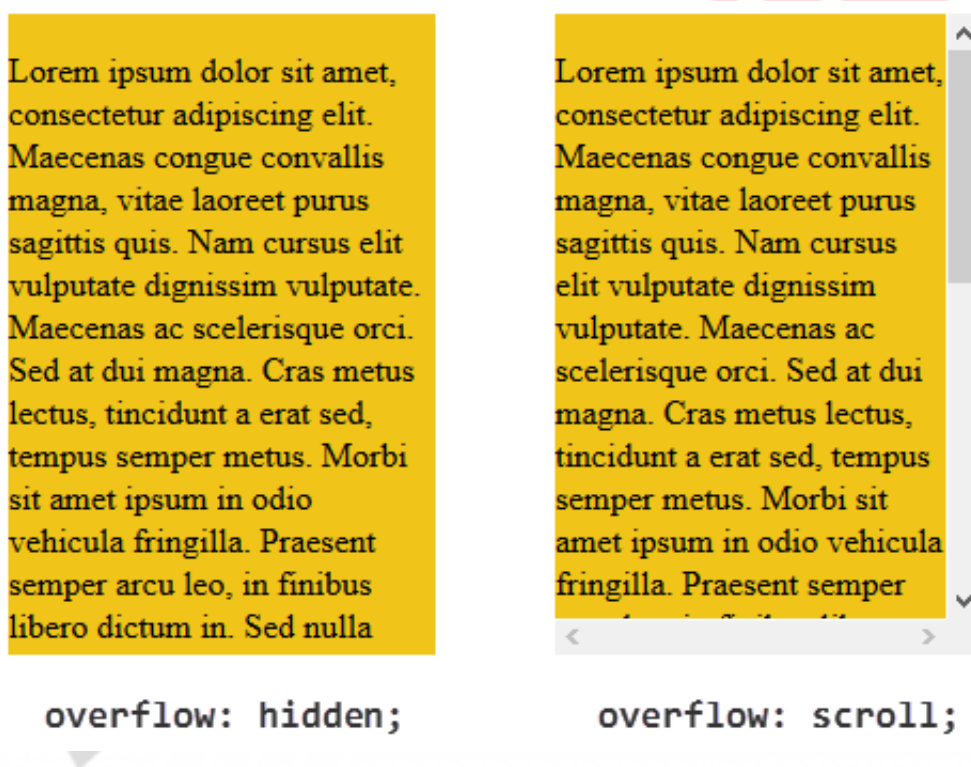 Lorem ipsum dolor sit amet,
consectetur adipiscing elit.
Maecenas congue convallis
magna, vitae laoreet purus
sagittis quis. Nam cursus elit
vulputate dignissim vulputate.
Maecenas ac scelerisque orci.
Sed at dui magna. Cras metus
lectus, tincidunt a erat sed,
tempus semper metus. Morbi
sit amet ipsum in odio
vehicula fringilla. Praesent
semper arcu leo, in finibus
libero dictum in. Sed nulla
overflow: hidden;
Lorem ipsum dolor sit amet,
consectetur adipiscing elit.
Maecenas congue convallis
magna, vitae laoreet purus
sagittis quis. Nam cursus
elit vulputate dignissim
vulputate. Maecenas ac
scelerisque orci. Sed at dui
magna. Cras metus lectus,
tincidunt a erat sed, tempus
semper metus. Morbi sit
amet ipsum in odio vehicula
fringilla. Praesent semper
overflow: scroll;